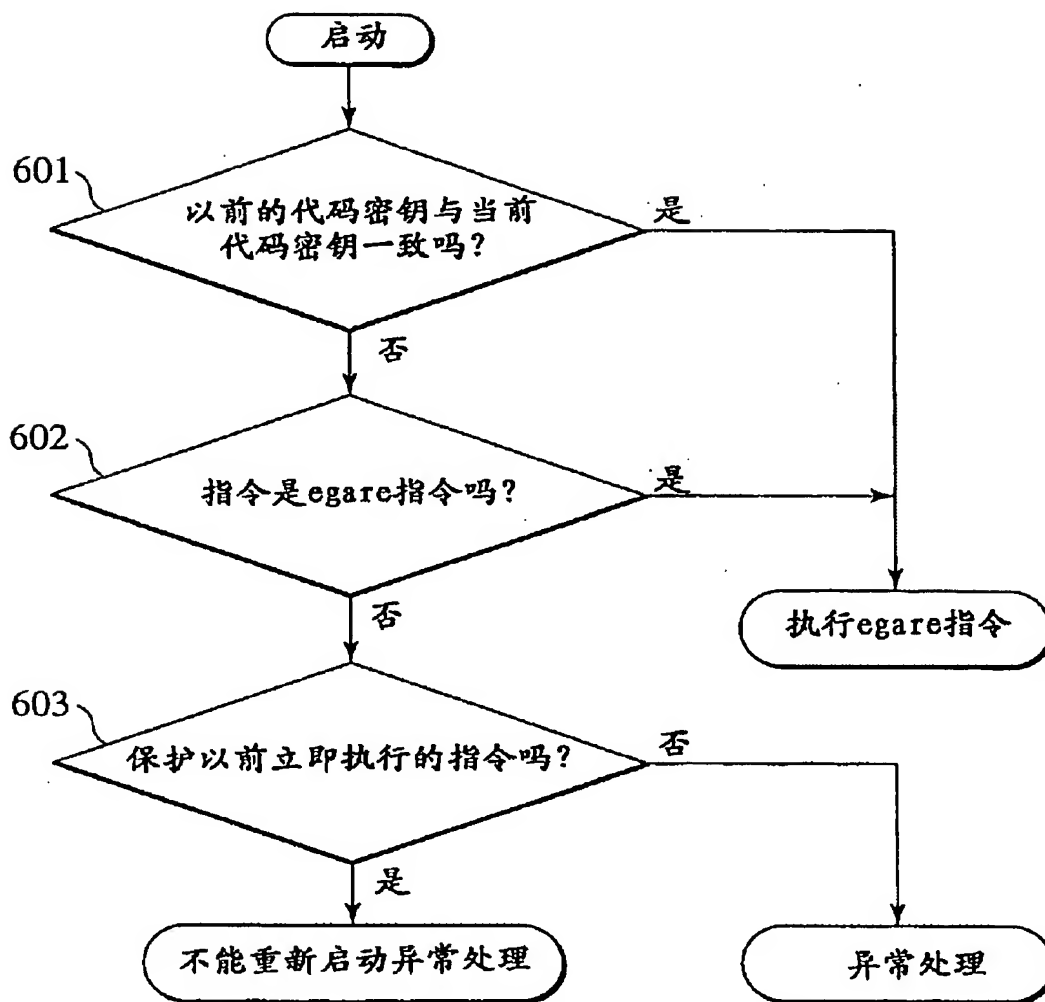 启动
601
以前的代码密钥与当前
代码密钥一致吗?
是
否
602
指令是egare指令吗?
是
否
执行egare指令
603
保护以前立即执行的指令吗?
否
是
不能重新启动异常处理
异常处理